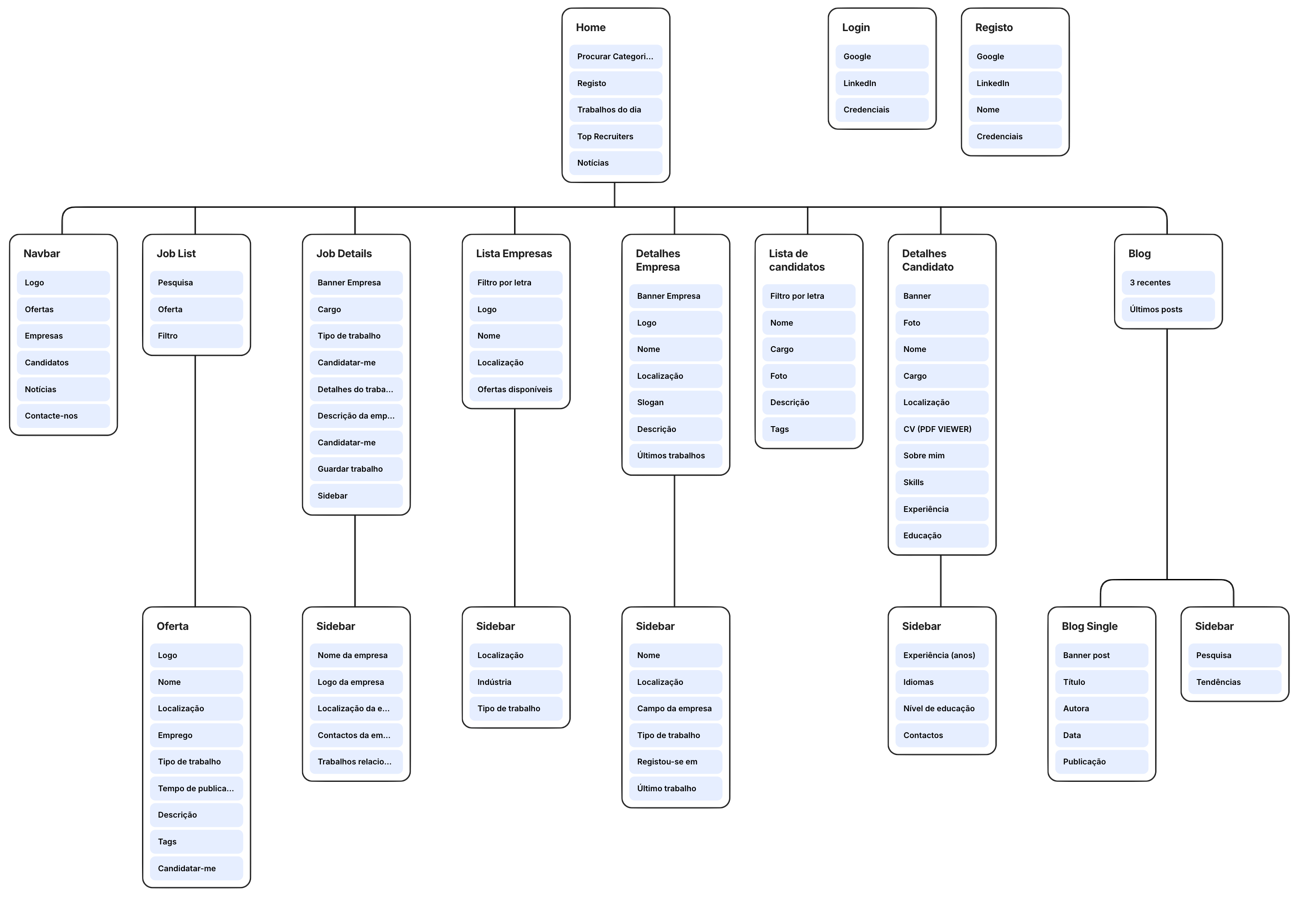 Home
Procurar Categori...
Registo
Trabalhos do dia
Top Recruiters
Notícias
Login
Google
LinkedIn
Credenciais
Registo
Google
LinkedIn
Nome
Credenciais
Navbar
Logo
Ofertas
Empresas
Candidatos
Notícias
Contacte-nos
Job List
Pesquisa
Oferta
Filtro
Job Details
Banner Empresa
Cargo
Tipo de trabalho
Candidatar-me
Detalhes do traba...
Descrição da emp...
Candidatar-me
Guardar trabalho
Sidebar
Lista Empresas
Filtro por letra
Logo
Nome
Localização
Ofertas disponíveis
Detalhes
Empresa
Banner Empresa
Logo
Nome
Localização
Slogan
Descrição
Últimos trabalhos
Lista de
candidatos
Filtro por letra
Nome
Cargo
Foto
Descrição
Tags
Detalhes
Candidato
Banner
Foto
Nome
Cargo
Localização
CV (PDF VIEWER)
Sobre mim
Skills
Experiência
Educação
Blog
3 recentes
Últimos posts
Oferta
Logo
Nome
Localização
Emprego
Tipo de trabalho
Tempo de publica...
Descrição
Tags
Candidatar-me
Sidebar
Nome da empresa
Logo da empresa
Localização da e...
Contactos da em...
Trabalhos relacio...
Sidebar
Localização
Indústria
Tipo de trabalho
Sidebar
Nome
Localização
Campo da empresa
Tipo de trabalho
Registou-se em
Último trabalho
Sidebar
Experiência (anos)
Idiomas
Nível de educação
Contactos
Blog Single
Banner post
Título
Autora
Data
Publicação
Sidebar
Pesquisa
Tendências